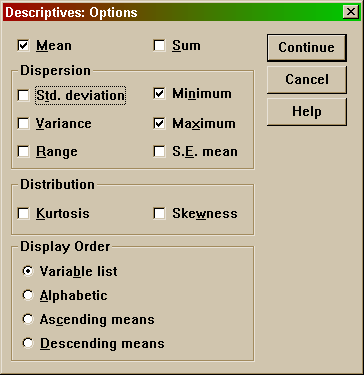 Descriptives: Options
Mean
Sum
Continue
Dispersion
Cancel
Std. deviation
Minimum
Help
Variance
Maximum
Range
S.E. mean
Distribution
Kurtosis
Skewness
Display Order
Variable list
Alphabetic
Ascending means
Descending means